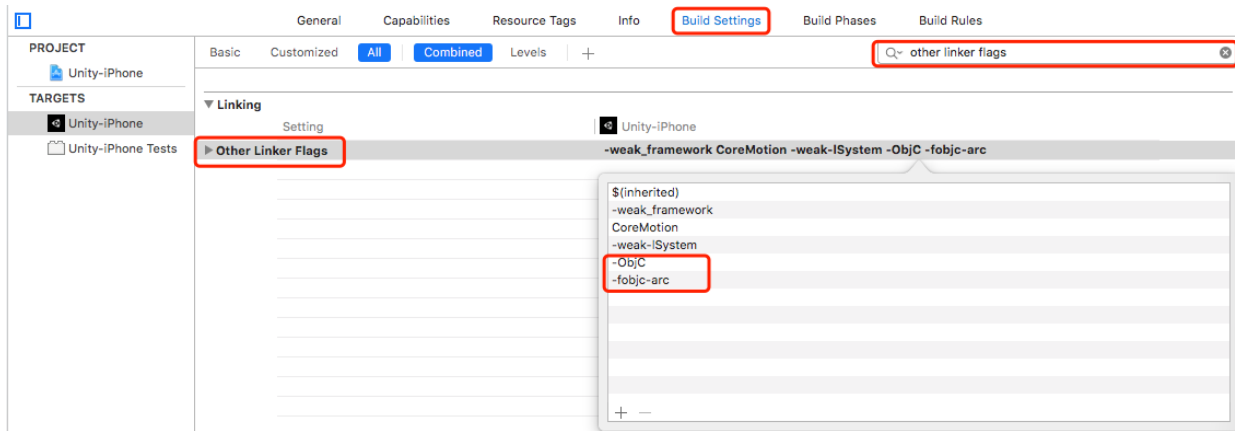 General Capabilities Resource Tags Info Build Settings Build Phases Build Rules
PROJECT
Unity-iPhone
TARGETS
Unity-iPhone
Unity-iPhone Tests
Basic Customized All Combined Levels +
other linker flags
Linking
Setting Unity-iPhone
Other Linker Flags -weak_framework CoreMotion -weak-lSystem -ObjC -fobjc-arc
$(inherited)
-weak_framework
CoreMotion
-weak-lSystem
-ObjC
-fobjc-arc